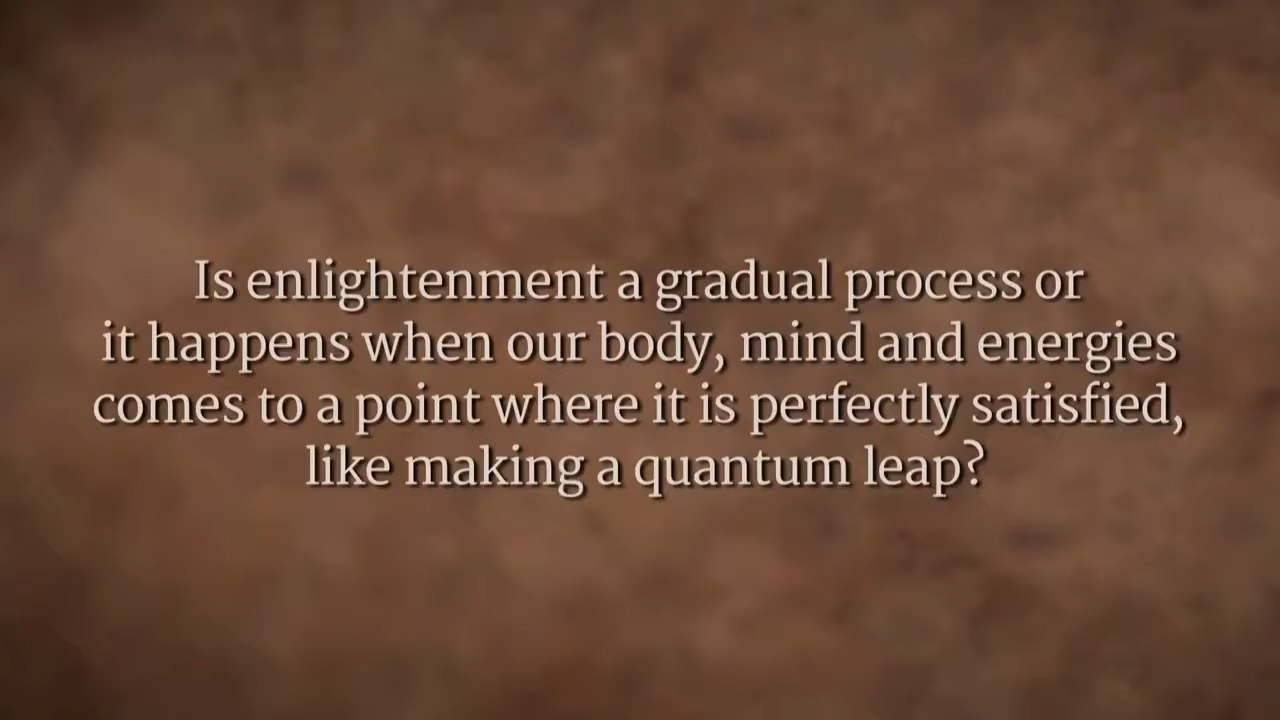 Is enlightenment a gradual process or
it happens when our body, mind and energies
comes to a point where it is perfectly satisfied,
like making a quantum leap?